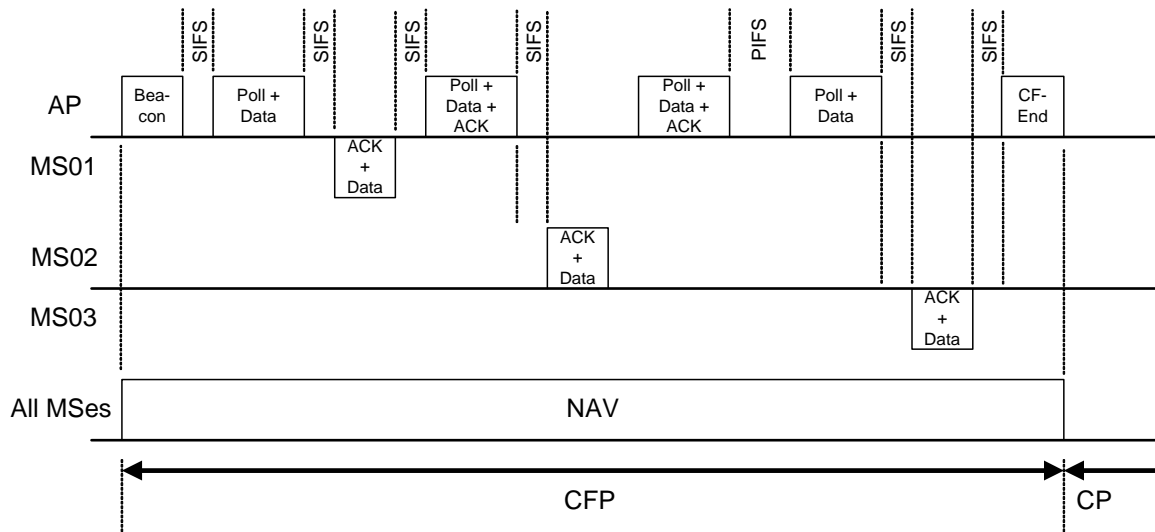 SIFS
SIFS
SIFS
SIFS
PIFS
SIFS
SIFS
AP
Bea-
con
Poll +
Data
Poll +
Data +
ACK
Poll +
Data +
ACK
Poll +
Data
CF-
End
MS01
ACK
+
Data
MS02
ACK
+
Data
MS03
ACK
+
Data
All MSes
NAV
CFP
CP